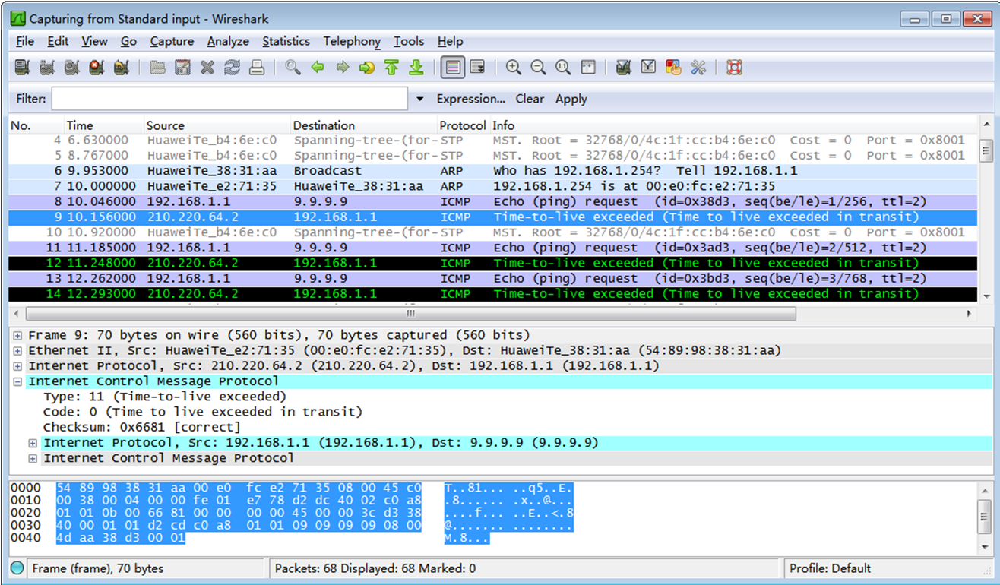 Capturing from Standard input - Wireshark
File Edit View Go Capture Analyze Statistics Telephony Tools Help
Filter: Expression... Clear Apply
No. Time Source Destination Protocol Info
4 6.630000 HuaweiTe_b4:6e:c0 Spanning-tree-(for- STP MST. Root = 32768/0/4c:1f:cc:b4:6e:c0 Cost = 0 Port = 0x8001
5 8.767000 HuaweiTe_b4:6e:c0 Spanning-tree-(for- STP MST. Root = 32768/0/4c:1f:cc:b4:6e:c0 Cost = 0 Port = 0x8001
6 9.953000 HuaweiTe_38:31:aa Broadcast ARP Who has 192.168.1.254? Tell 192.168.1.1
7 10.000000 HuaweiTe_e2:71:35 HuaweiTe_38:31:aa ARP 192.168.1.254 is at 00:e0:fc:e2:71:35
8 10.046000 192.168.1.1 9.9.9.9 ICMP Echo (ping) request (id=0x38d3, seq(be/le)=1/256, ttl=2)
9 10.156000 210.220.64.2 192.168.1.1 ICMP Time-to-live exceeded (Time to live exceeded in transit)
10 10.920000 HuaweiTe_b4:6e:c0 Spanning-tree-(for- STP MST. Root = 32768/0/4c:1f:cc:b4:6e:c0 Cost = 0 Port = 0x8001
11 11.185000 192.168.1.1 9.9.9.9 ICMP Echo (ping) request (id=0x3ad3, seq(be/le)=2/512, ttl=2)
12 11.248000 210.220.64.2 192.168.1.1 ICMP Time-to-live exceeded (Time to live exceeded in transit)
13 12.262000 192.168.1.1 9.9.9.9 ICMP Echo (ping) request (id=0x3bd3, seq(be/le)=3/768, ttl=2)
14 12.293000 210.220.64.2 192.168.1.1 ICMP Time-to-live exceeded (Time to live exceeded in transit)
Frame 9: 70 bytes on wire (560 bits), 70 bytes captured (560 bits)
Ethernet II, Src: HuaweiTe_e2:71:35 (00:e0:fc:e2:71:35), Dst: HuaweiTe_38:31:aa (54:89:98:38:31:aa)
Internet Protocol, Src: 210.220.64.2 (210.220.64.2), Dst: 192.168.1.1 (192.168.1.1)
Internet Control Message Protocol
Type: 11 (Time-to-live exceeded)
Code: 0 (Time to live exceeded in transit)
Checksum: 0x6681 [correct]
Internet Protocol, Src: 192.168.1.1 (192.168.1.1), Dst: 9.9.9.9 (9.9.9.9)
Internet Control Message Protocol
0000 54 89 98 38 31 aa 00 e0 fc e2 71 35 08 00 45 c0 T..81... ..q5..E.
0010 00 38 00 04 00 00 fe 01 e7 78 d2 dc 40 02 c0 a8 .8...... .x..@...
0020 01 01 0b 00 66 81 00 00 00 00 45 00 00 3c d3 38 ....f... ..E..<.8
0030 40 00 01 01 d2 cd c0 a8 01 01 09 09 09 09 08 00 @....... ........
0040 4d aa 38 d3 00 01 M.8...
Frame (frame), 70 bytes Packets: 68 Displayed: 68 Marked: 0 Profile: Default